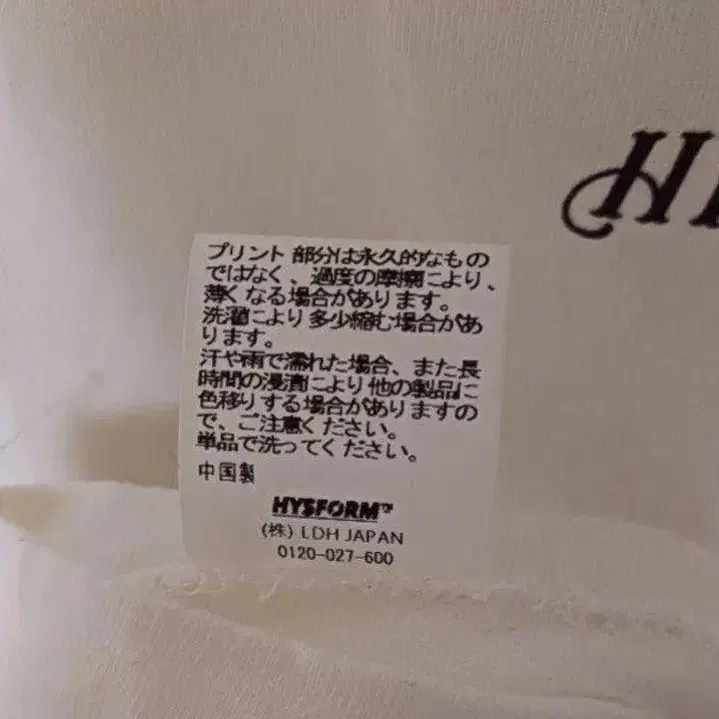 プリント部分は永久的なもの
ではなく、過度の摩擦により、
薄くなる場合があります。
洗濯により多少縮む場合があ
ります。
汗や雨で濡れた場合、また長
時間の浸漬により他の製品に
色移りする場合がありますの
で、ご注意ください。
単品で洗ってください。
中国製
HYSFORM™
(株) LDH JAPAN
0120-027-600